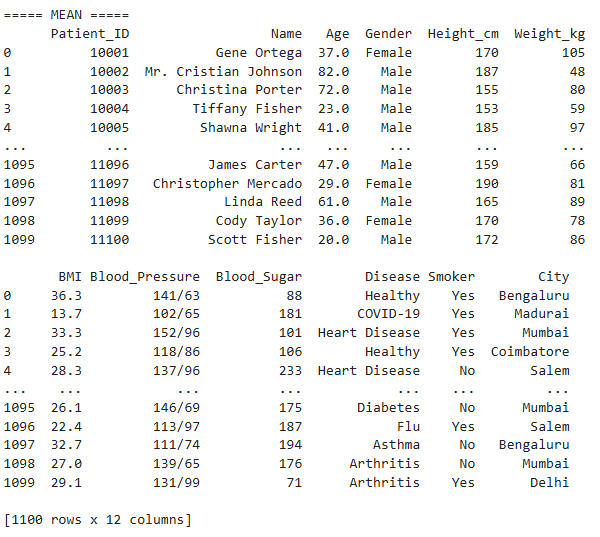 ===== MEAN =====
      Patient_ID                  Name   Age  Gender  Height_cm  Weight_kg
0          10001           Gene Ortega  37.0  Female        170        105
1          10002  Mr. Cristian Johnson  82.0    Male        187         48
2          10003      Christina Porter  72.0    Male        155         80
3          10004        Tiffany Fisher  23.0    Male        153         59
4          10005         Shawna Wright  41.0    Male        185         97
...          ...                   ...   ...     ...        ...        ...
1095       11096          James Carter  47.0    Male        159         66
1096       11097   Christopher Mercado  29.0  Female        190         81
1097       11098            Linda Reed  61.0    Male        165         89
1098       11099           Cody Taylor  36.0  Female        170         78
1099       11100         Scott Fisher  20.0    Male        172         86
       BMI Blood_Pressure  Blood_Sugar        Disease Smoker        City
0     36.3         141/63           88        Healthy    Yes   Bengaluru
1     13.7         102/65          181       COVID-19    Yes     Madurai
2     33.3         152/96          101  Heart Disease    Yes      Mumbai
3     25.2         118/86          106        Healthy    Yes  Coimbatore
4     28.3         137/96          233  Heart Disease     No       Salem
...    ...            ...          ...            ...    ...         ...
1095  26.1         146/69          175       Diabetes     No      Mumbai
1096  22.4         113/97          187            Flu    Yes       Salem
1097  32.7         111/74          194         Asthma     No   Bengaluru
1098  27.0         139/65          176      Arthritis     No      Mumbai
1099  29.1         131/99           71      Arthritis    Yes       Delhi
[1100 rows x 12 columns]